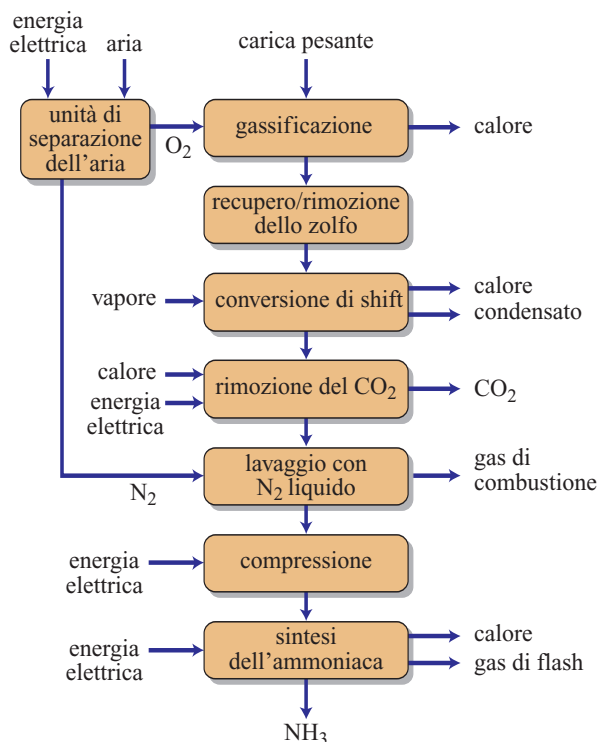 energia
elettrica
aria
carica pesante
unità di
separazione
dell'aria
O2
gassificazione
calore
recupero/rimozione
dello zolfo
vapore
conversione di shift
calore
condensato
calore
energia
elettrica
rimozione del CO2
CO2
N2
lavaggio con
N2 liquido
gas di
combustione
energia
elettrica
compressione
energia
elettrica
sintesi
dell'ammoniaca
calore
gas di flash
NH3